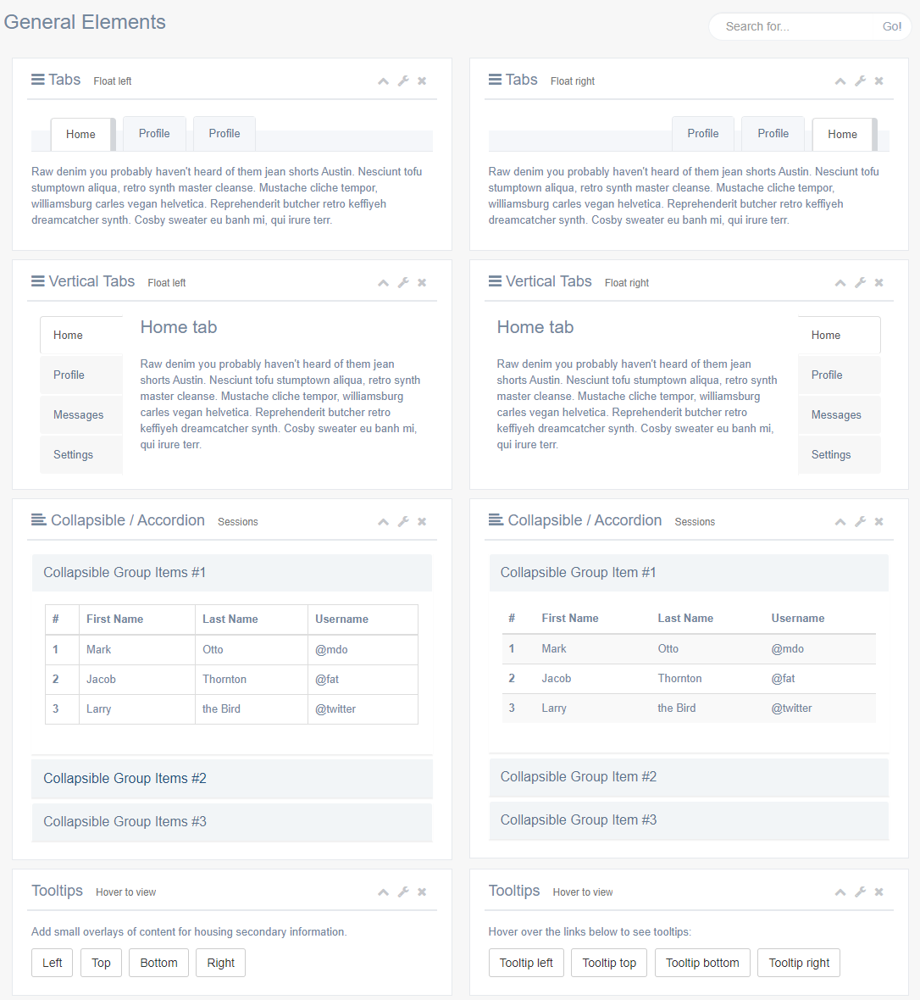 General Elements
Search for... Go!
Tabs Float left
Home Profile Profile
Raw denim you probably haven't heard of them jean shorts Austin. Nesciunt tofu
stumptown aliqua, retro synth master cleanse. Mustache cliche tempor,
williamsburg carles vegan helvetica. Reprehenderit butcher retro keffiyeh
dreamcatcher synth. Cosby sweater eu banh mi, qui irure terr.
Tabs Float right
Profile Profile Home
Raw denim you probably haven't heard of them jean shorts Austin. Nesciunt tofu
stumptown aliqua, retro synth master cleanse. Mustache cliche tempor,
williamsburg carles vegan helvetica. Reprehenderit butcher retro keffiyeh
dreamcatcher synth. Cosby sweater eu banh mi, qui irure terr.
Vertical Tabs Float left
Home
Profile
Messages
Settings
Home tab
Raw denim you probably haven't heard of them jean
shorts Austin. Nesciunt tofu stumptown aliqua, retro synth
master cleanse. Mustache cliche tempor, williamsburg
carles vegan helvetica. Reprehenderit butcher retro
keffiyeh dreamcatcher synth. Cosby sweater eu banh mi,
qui irure terr.
Vertical Tabs Float right
Home tab
Raw denim you probably haven't heard of them jean
shorts Austin. Nesciunt tofu stumptown aliqua, retro synth
master cleanse. Mustache cliche tempor, williamsburg
carles vegan helvetica. Reprehenderit butcher retro
keffiyeh dreamcatcher synth. Cosby sweater eu banh mi,
qui irure terr.
Home
Profile
Messages
Settings
Collapsible / Accordion Sessions
Collapsible Group Items #1
# First Name Last Name Username
1 Mark Otto @mdo
2 Jacob Thornton @fat
3 Larry the Bird @twitter
Collapsible Group Items #2
Collapsible Group Items #3
Collapsible / Accordion Sessions
Collapsible Group Item #1
# First Name Last Name Username
1 Mark Otto @mdo
2 Jacob Thornton @fat
3 Larry the Bird @twitter
Collapsible Group Item #2
Collapsible Group Item #3
Tooltips Hover to view
Add small overlays of content for housing secondary information.
Left Top Bottom Right
Tooltips Hover to view
Hover over the links below to see tooltips:
Tooltip left Tooltip top Tooltip bottom Tooltip right